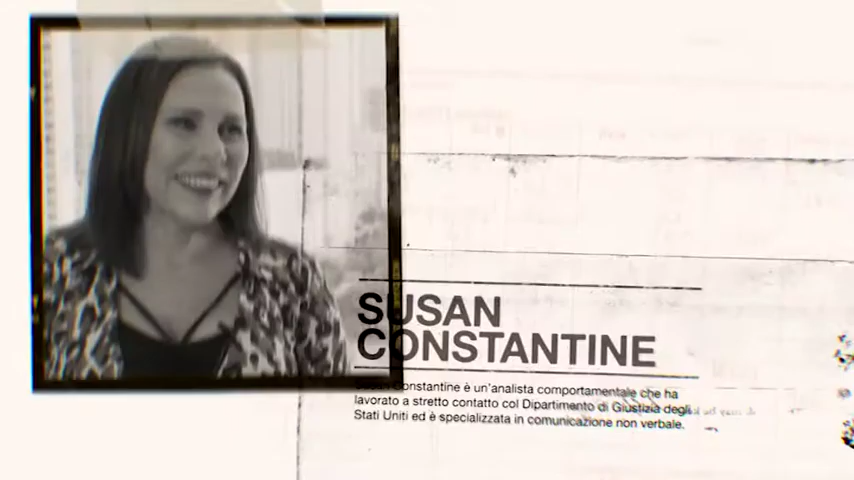 SUSAN
CONSTANTINE
Susan Constantine è un'analista comportamentale che ha
lavorato a stretto contatto col Dipartimento di Giustizia degli
Stati Uniti ed è specializzata in comunicazione non verbale.